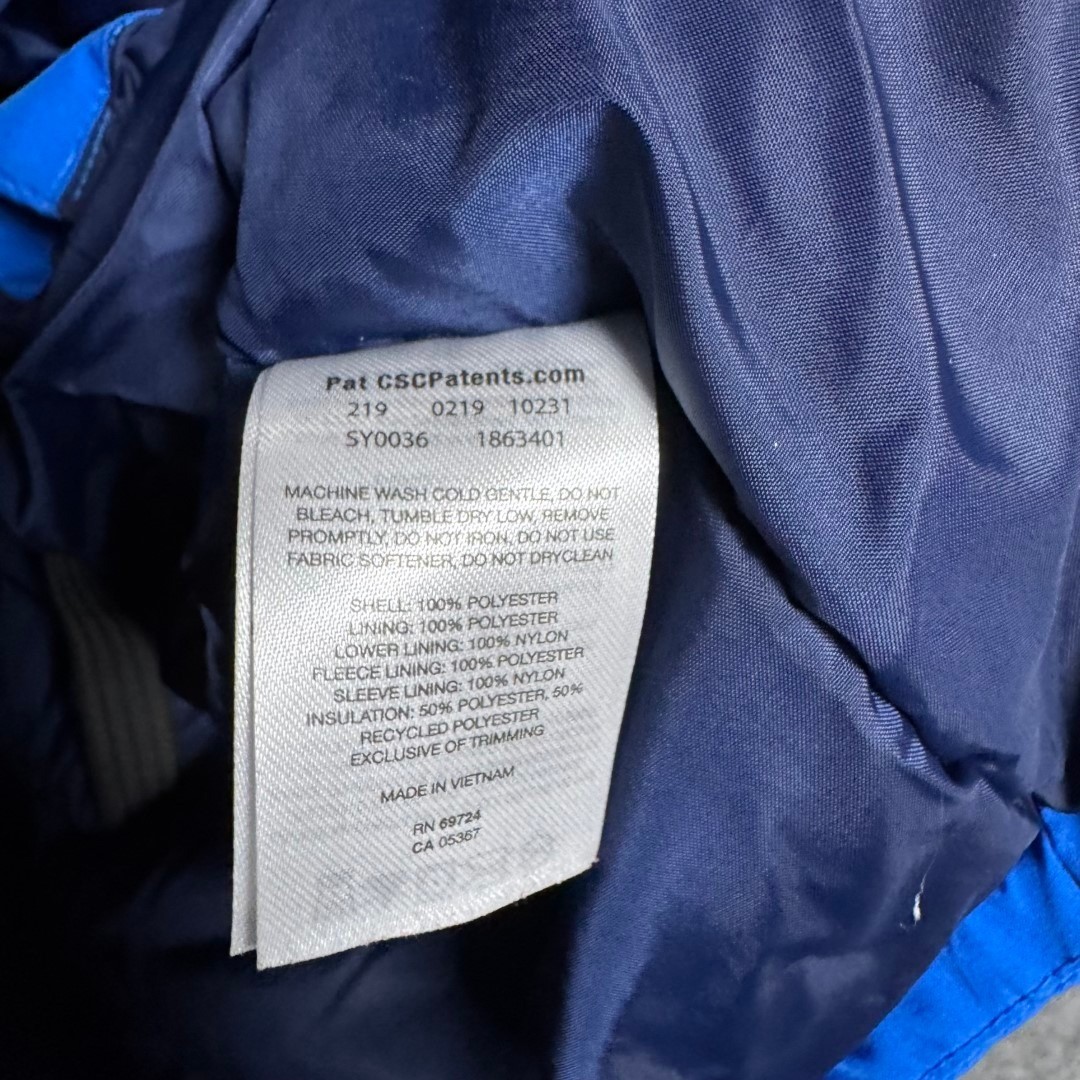 Pat CSCPatents.com
219 0219 10231
SY0036 1863401
MACHINE WASH COLD GENTLE, DO NOT
BLEACH, TUMBLE DRY LOW, REMOVE
PROMPTLY, DO NOT IRON, DO NOT USE
FABRIC SOFTENER, DO NOT DRYCLEAN
SHELL: 100% POLYESTER
LINING: 100% POLYESTER
LOWER LINING: 100% NYLON
FLEECE LINING: 100% POLYESTER
SLEEVE LINING: 100% NYLON
INSULATION: 50% POLYESTER, 50%
RECYCLED POLYESTER
EXCLUSIVE OF TRIMMING
MADE IN VIETNAM
RN 69724
CA 05367